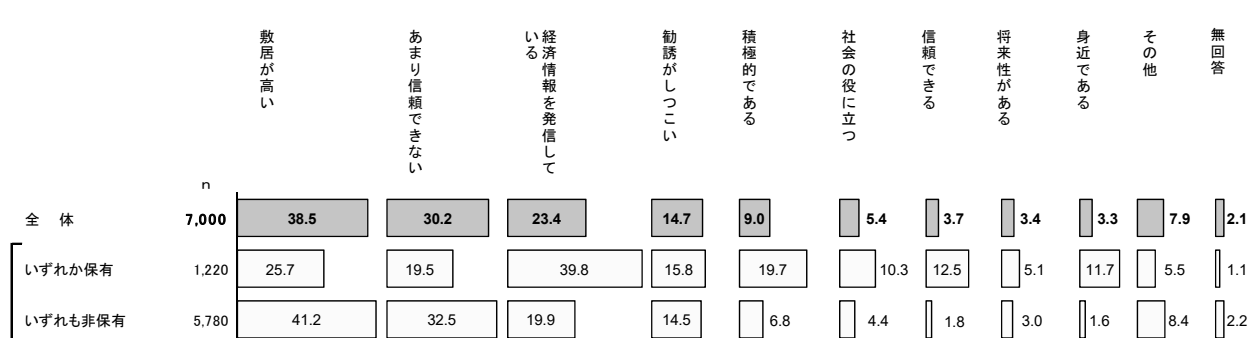 敷居が高い
あまり信頼できない
経済情報を発信して
いる
勧誘がしつこい
積極的である
社会の役に立つ
信頼できる
将来性がある
身近である
その他
無回答
n
全 体 7,000 38.5 30.2 23.4 14.7 9.0 5.4 3.7 3.4 3.3 7.9 2.1
いずれか保有 1,220 25.7 19.5 39.8 15.8 19.7 10.3 12.5 5.1 11.7 5.5 1.1
いずれも非保有 5,780 41.2 32.5 19.9 14.5 6.8 4.4 1.8 3.0 1.6 8.4 2.2